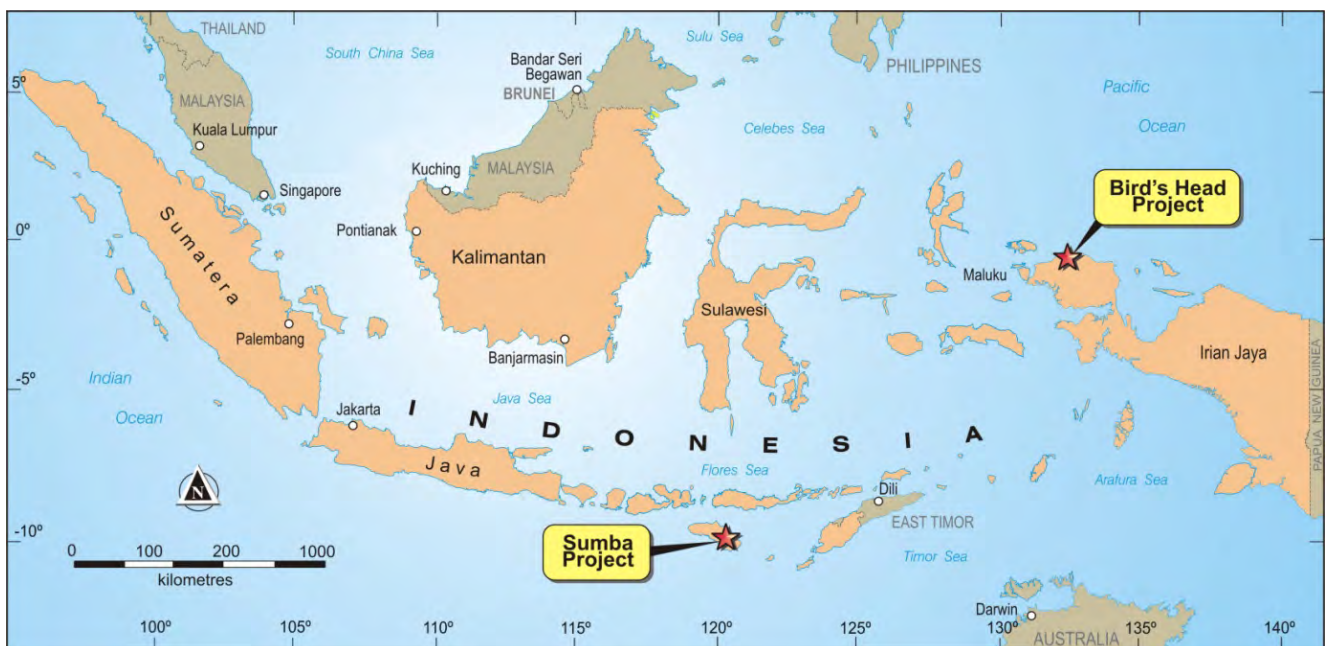 THAILAND
South China Sea
Sulu Sea
Bandar Seri
Begawan
BRUNEI
PHILIPPINES
Pacific
Ocean
5º
MALAYSIA
Kuala Lumpur
Celebes Sea
Kuching
MALAYSIA
Singapore
Bird's Head
Project
Sumatera
Pontianak
0º
Kalimantan
Maluku
Sulawesi
Palembang
Banjarmasin
Irian Jaya
Indian
Ocean
-5º
Java Sea
Jakarta
INDONESIA
PAPUA NEW GUINEA
Java
Flores Sea
Dili
Arafura Sea
N
EAST TIMOR
-10º
Sumba
Project
Timor Sea
0 100 200 1000
kilometres
Darwin
AUSTRALIA
100º 105º 110º 115º 120º 125º 130º 135º 140º